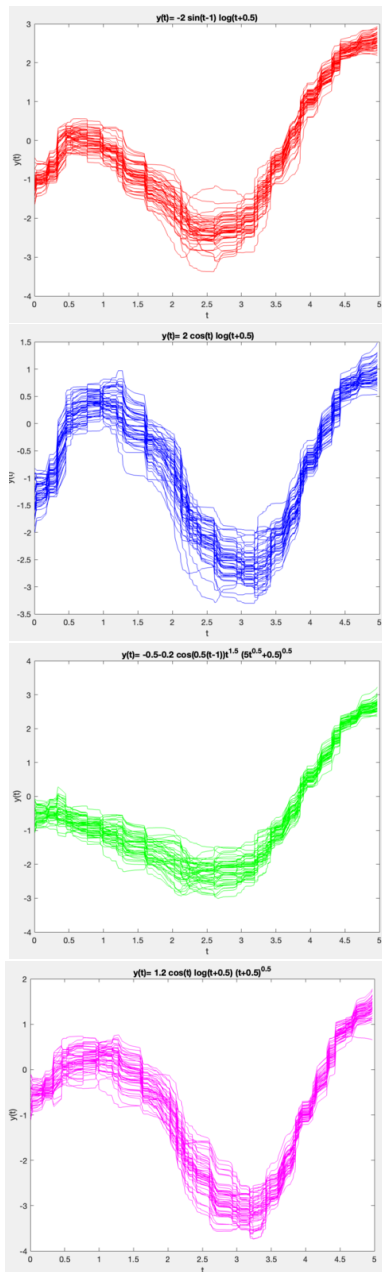 y(t)= -2 sin(t-1) log(t+0.5)
3
2
1
0
-1
-2
-3
-4
y(t)
0 0.5 1 1.5 2 2.5 3 3.5 4 4.5 5
t
y(t)= 2 cos(t) log(t+0.5)
1.5
1
0.5
0
-0.5
-1
-1.5
-2
-2.5
-3
-3.5
y(t)
0 0.5 1 1.5 2 2.5 3 3.5 4 4.5 5
t
y(t)= -0.5-0.2 cos(0.5(t-1))t^1.5 (5t^0.5+0.5)^0.5
4
3
2
1
0
-1
-2
-3
-4
y(t)
0 0.5 1 1.5 2 2.5 3 3.5 4 4.5 5
t
y(t)= 1.2 cos(t) log(t+0.5) (t+0.5)^0.5
2
1
0
-1
-2
-3
-4
y(t)
0 0.5 1 1.5 2 2.5 3 3.5 4 4.5 5
t